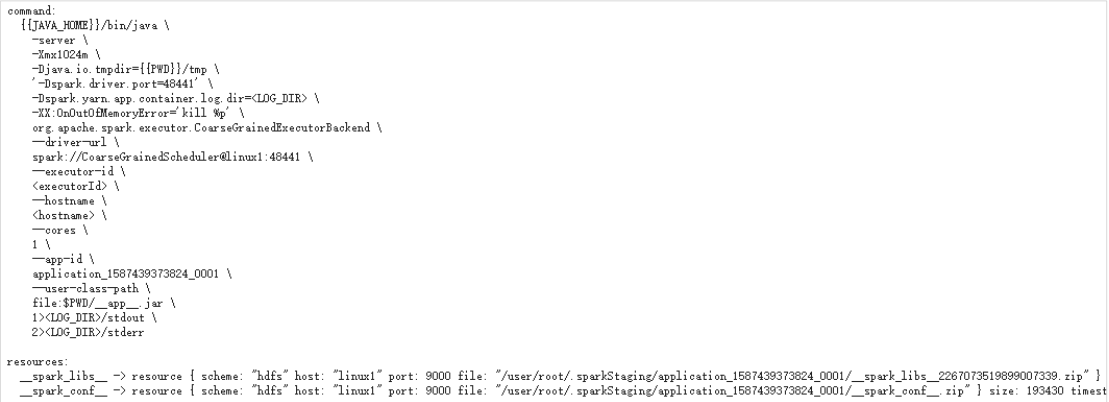 command:
  {{JAVA_HOME}}/bin/java \
    -server \
    -Xmx1024m \
    -Djava.io.tmpdir={{PWD}}/tmp \
    '-Dspark.driver.port=48441' \
    -Dspark.yarn.app.container.log.dir=<LOG_DIR> \
    -XX:OnOutOfMemoryError='kill %p' \
    org.apache.spark.executor.CoarseGrainedExecutorBackend \
    --driver-url \
    spark://CoarseGrainedScheduler@linux1:48441 \
    --executor-id \
    <executorId> \
    --hostname \
    <hostname> \
    --cores \
    1 \
    --app-id \
    application_1587439373824_0001 \
    --user-class-path \
    file:$PWD/__app__.jar \
    1><LOG_DIR>/stdout \
    2><LOG_DIR>/stderr
resources:
  __spark_libs__ -> resource { scheme: "hdfs" host: "linux1" port: 9000 file: "/user/root/.sparkStaging/application_1587439373824_0001/__spark_libs__2267073519899007339.zip" }
  __spark_conf__ -> resource { scheme: "hdfs" host: "linux1" port: 9000 file: "/user/root/.sparkStaging/application_1587439373824_0001/__spark_conf__.zip" } size: 193430 timest